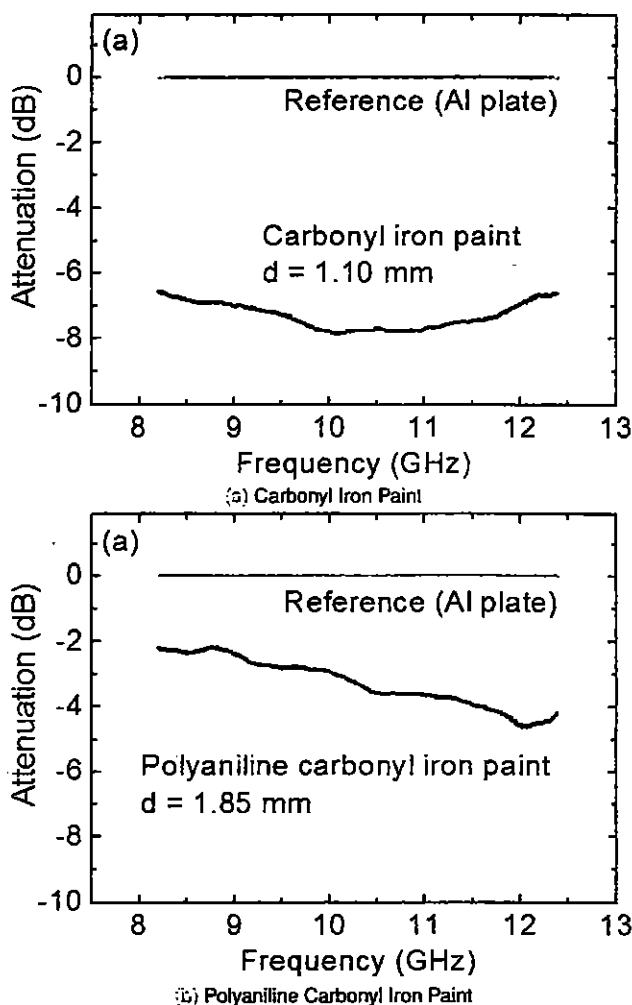 (a)
0
Reference (Al plate)
-2
-4
Carbonyl iron paint
d = 1.10 mm
-6
-8
-10
Attenuation (dB)
8 9 10 11 12 13
Frequency (GHz)
(a) Carbonyl Iron Paint
(a)
0
Reference (Al plate)
-2
-4
Polyaniline carbonyl iron paint
d = 1.85 mm
-6
-8
-10
Attenuation (dB)
8 9 10 11 12 13
Frequency (GHz)
(b) Polyaniline Carbonyl Iron Paint